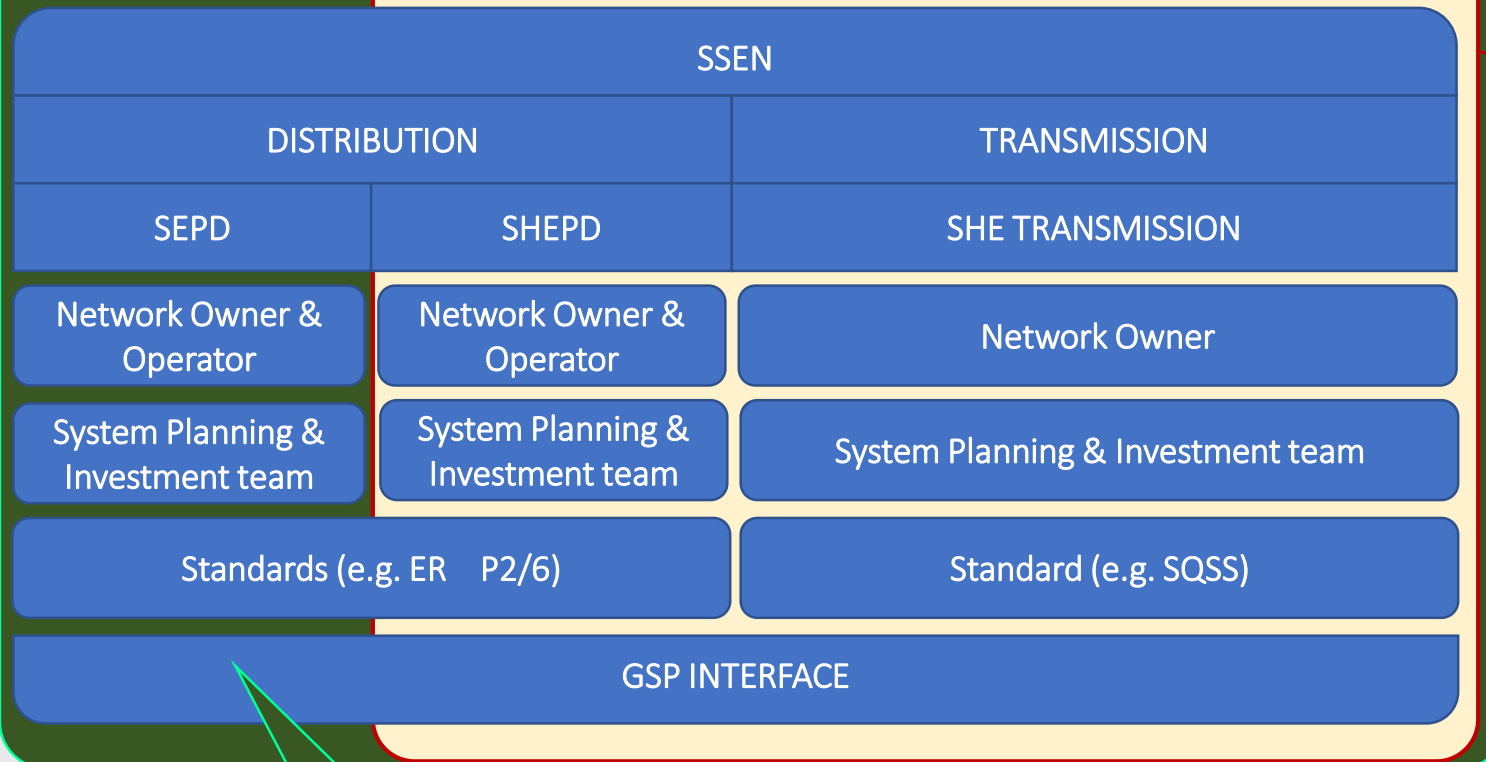 SSEN
DISTRIBUTION
TRANSMISSION
SEPD
SHEPD
SHE TRANSMISSION
Network Owner &
Operator
Network Owner &
Operator
Network Owner
System Planning &
Investment team
System Planning &
Investment team
System Planning & Investment team
Standards (e.g. ER P2/6)
Standard (e.g. SQSS)
GSP INTERFACE